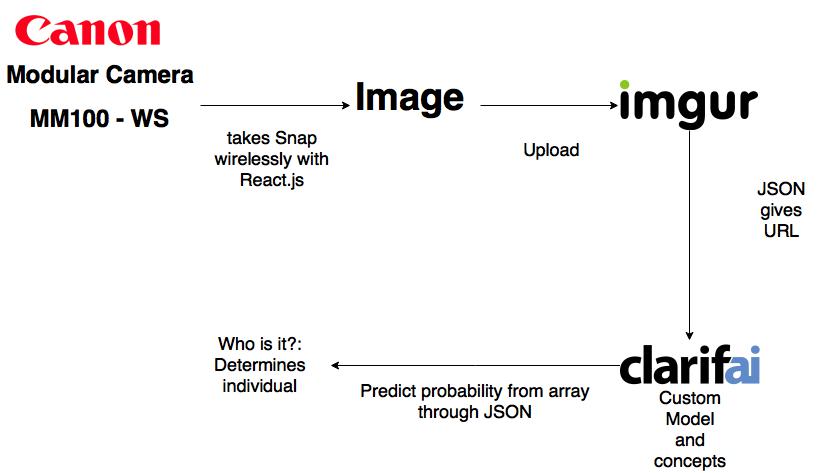 Canon
Modular Camera
MM100 - WS
takes Snap
wirelessly with
React.js
Image
Upload
imgur
JSON
gives
URL
clarifai
Custom
Model
and
concepts
Predict probability from array
through JSON
Who is it?:
Determines
individual